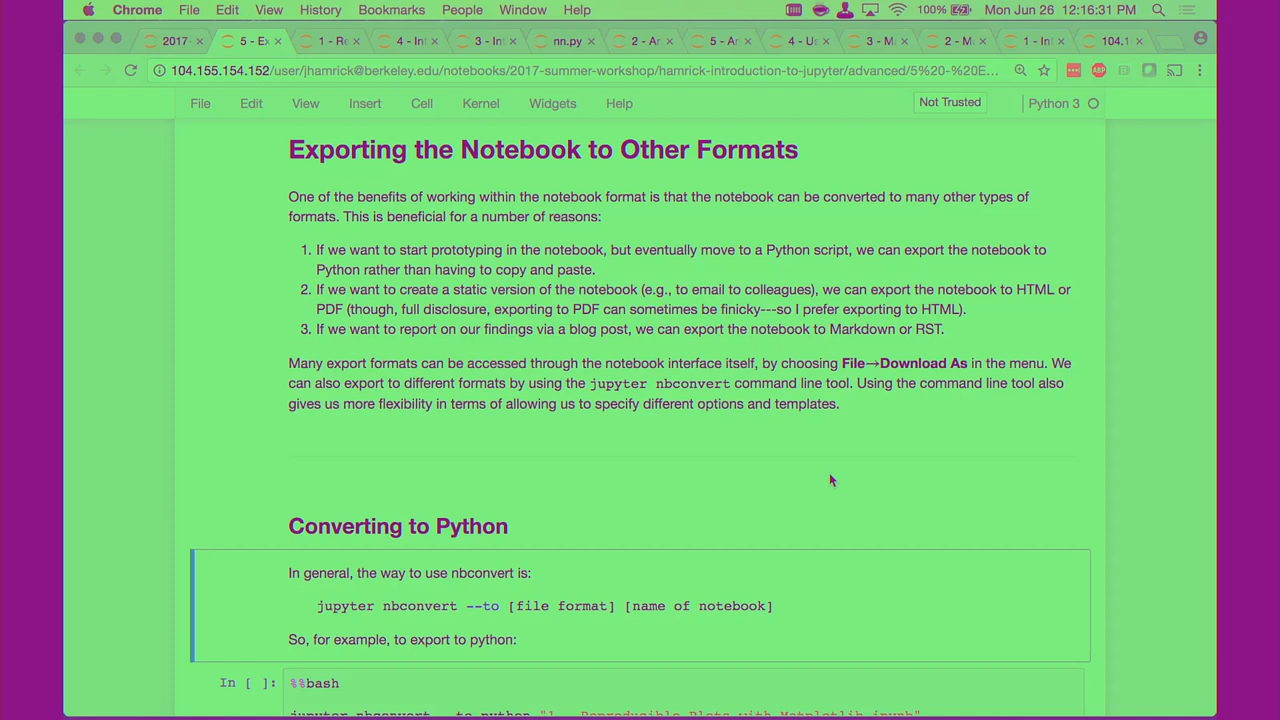 Chrome File Edit View History Bookmarks People Window Help 100% Mon Jun 26 12:16:31 PM
2017- 5 - Ex 1 - Re 4 - Int 3 - Int nn.py 2 - Ar 5 - An 4 - Us 3 - Ma 2 - Ma 1 - Int 104.1
104.155.154.152/user/jhamrick@berkeley.edu/notebooks/2017-summer-workshop/hamrick-introduction-to-jupyter/advanced/5%20-%20E...
File Edit View Insert Cell Kernel Widgets Help Not Trusted Python 3
Exporting the Notebook to Other Formats
One of the benefits of working within the notebook format is that the notebook can be converted to many other types of
formats. This is beneficial for a number of reasons:
1. If we want to start prototyping in the notebook, but eventually move to a Python script, we can export the notebook to
Python rather than having to copy and paste.
2. If we want to create a static version of the notebook (e.g., to email to colleagues), we can export the notebook to HTML or
PDF (though, full disclosure, exporting to PDF can sometimes be finicky---so I prefer exporting to HTML).
3. If we want to report on our findings via a blog post, we can export the notebook to Markdown or RST.
Many export formats can be accessed through the notebook interface itself, by choosing File→Download As in the menu. We
can also export to different formats by using the jupyter nbconvert command line tool. Using the command line tool also
gives us more flexibility in terms of allowing us to specify different options and templates.
Converting to Python
In general, the way to use nbconvert is:
jupyter nbconvert --to [file format] [name of notebook]
So, for example, to export to python:
In [ ]: %%bash
jupyter nbconvert --to python "1 - Reproducible Plots with Matplotlib.ipynb"